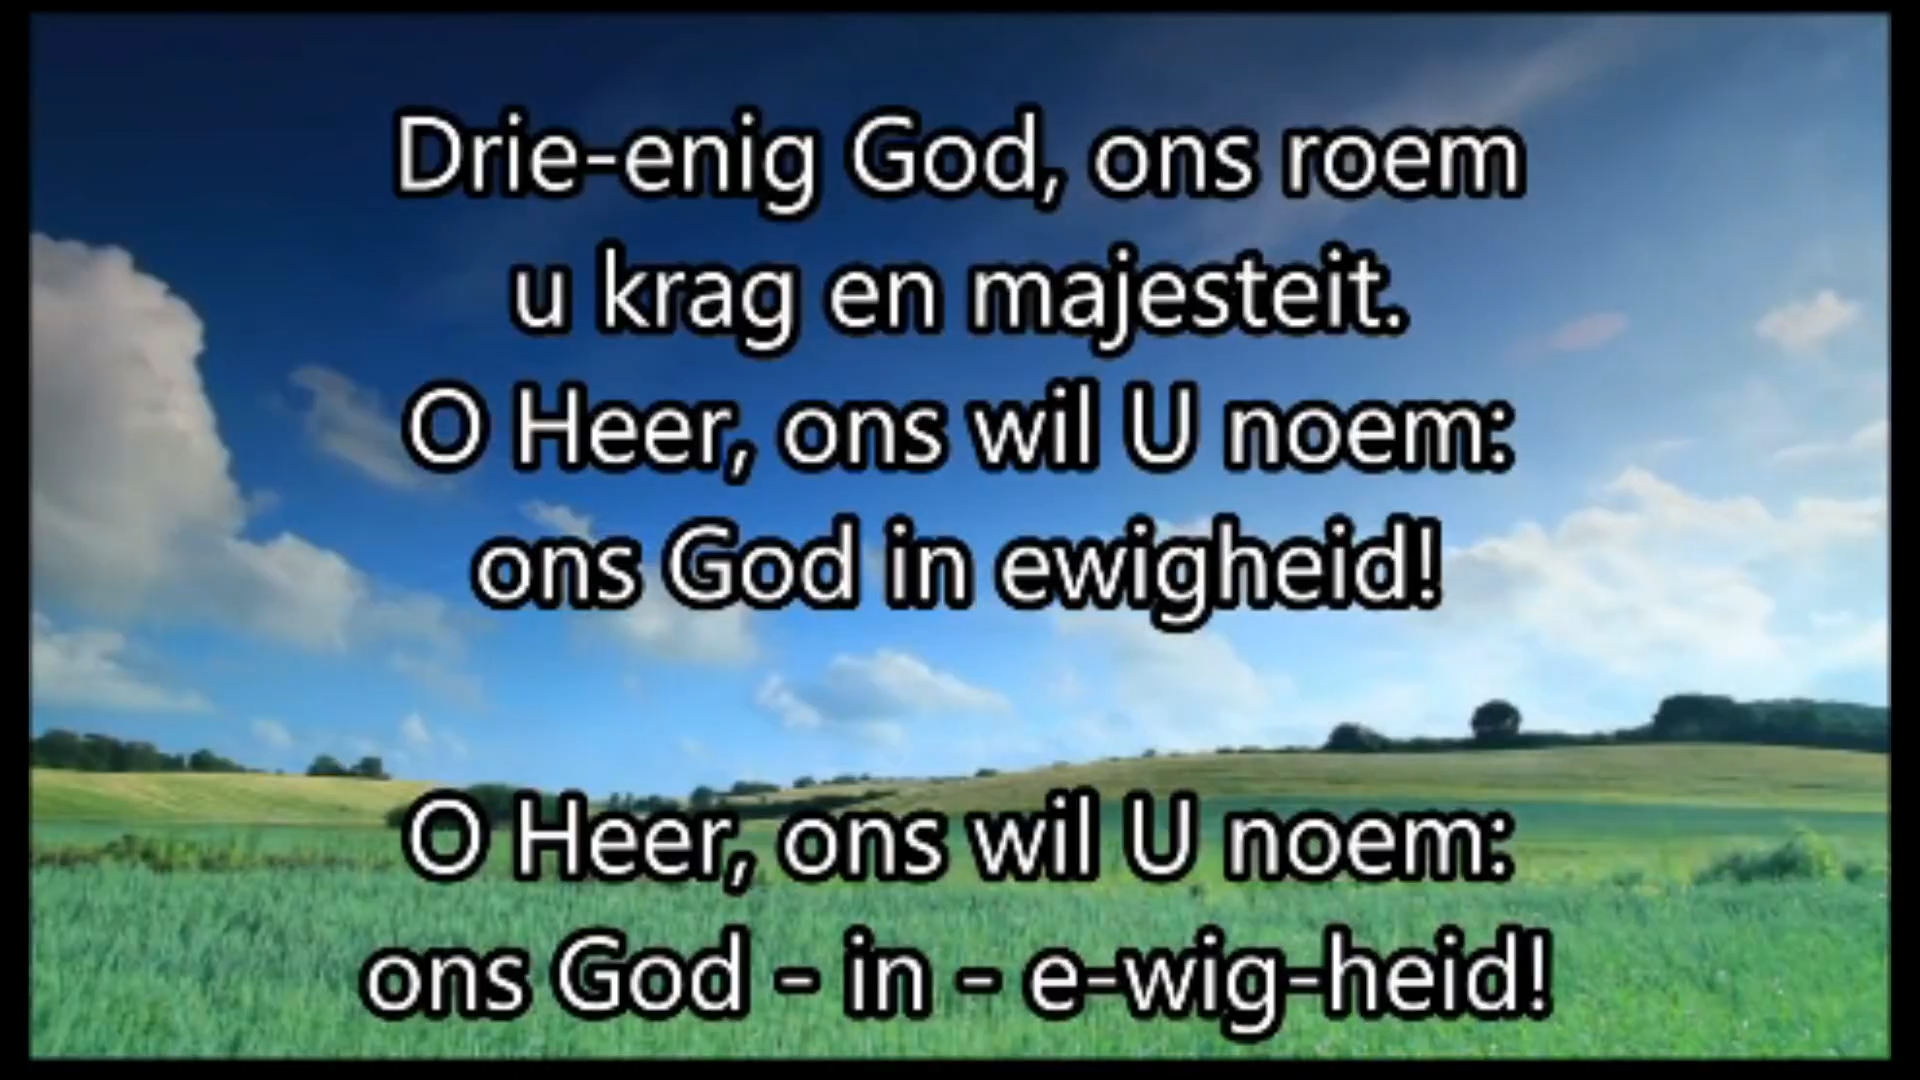 Drie-enig God, ons roem
u krag en majesteit.
O Heer, ons wil U noem:
ons God in ewigheid!
O Heer, ons wil U noem:
ons God - in - e-wig-heid!